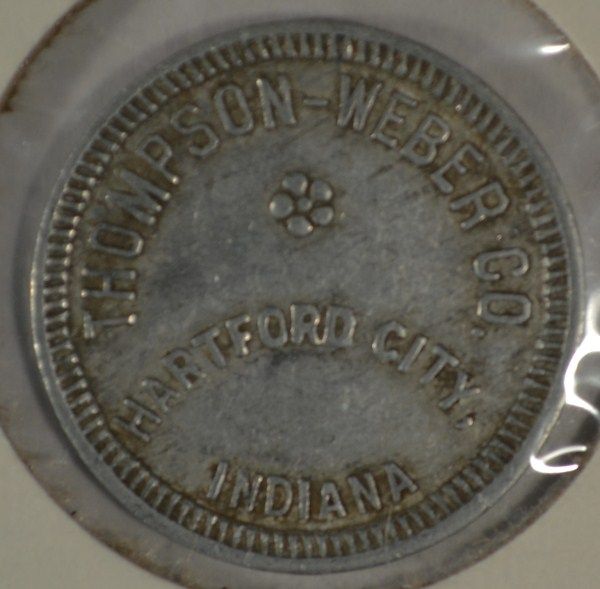 THOMPSON-WEBER CO.
HARTFORD CITY,
INDIANA